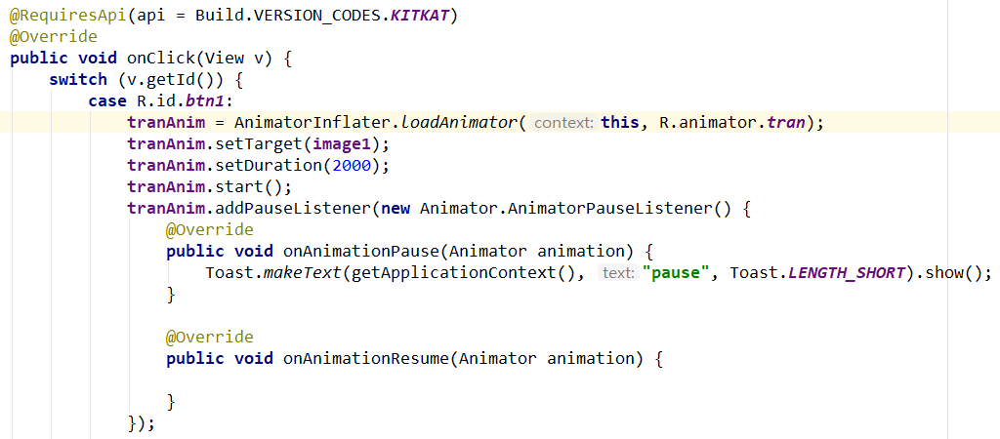 @RequiresApi(api = Build.VERSION_CODES.KITKAT)
@Override
public void onClick(View v) {
    switch (v.getId()) {
        case R.id.btn1:
            tranAnim = AnimatorInflater.loadAnimator( context: this, R.animator.tran);
            tranAnim.setTarget(image1);
            tranAnim.setDuration(2000);
            tranAnim.start();
            tranAnim.addPauseListener(new Animator.AnimatorPauseListener() {
                @Override
                public void onAnimationPause(Animator animation) {
                    Toast.makeText(getApplicationContext(), text: "pause", Toast.LENGTH_SHORT).show();
                }
                @Override
                public void onAnimationResume(Animator animation) {
                }
            });